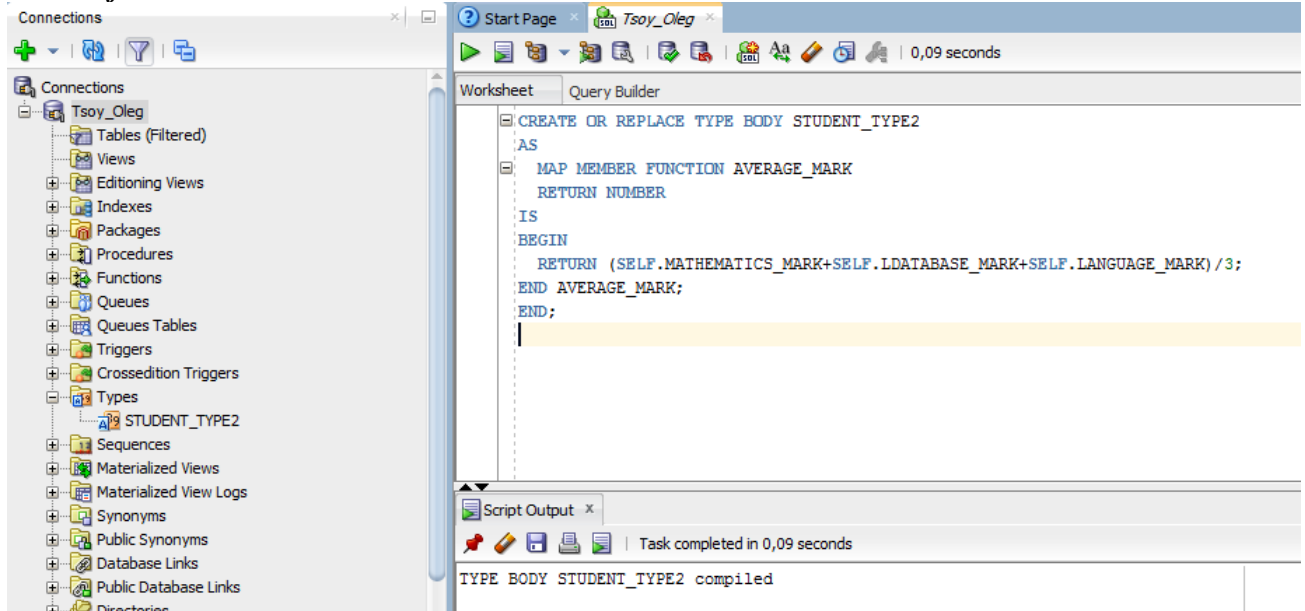 Connections
Start Page
Tsoy_Oleg
0,09 seconds
Connections
Tsoy_Oleg
Tables (Filtered)
Views
Editioning Views
Indexes
Packages
Procedures
Functions
Queues
Queues Tables
Triggers
Crossedition Triggers
Types
STUDENT_TYPE2
Sequences
Materialized Views
Materialized View Logs
Synonyms
Public Synonyms
Database Links
Public Database Links
Directories
Worksheet Query Builder
CREATE OR REPLACE TYPE BODY STUDENT_TYPE2
AS
MAP MEMBER FUNCTION AVERAGE_MARK
RETURN NUMBER
IS
BEGIN
RETURN (SELF.MATHEMATICS_MARK+SELF.LDATABASE_MARK+SELF.LANGUAGE_MARK)/3;
END AVERAGE_MARK;
END;
Script Output
Task completed in 0,09 seconds
TYPE BODY STUDENT_TYPE2 compiled